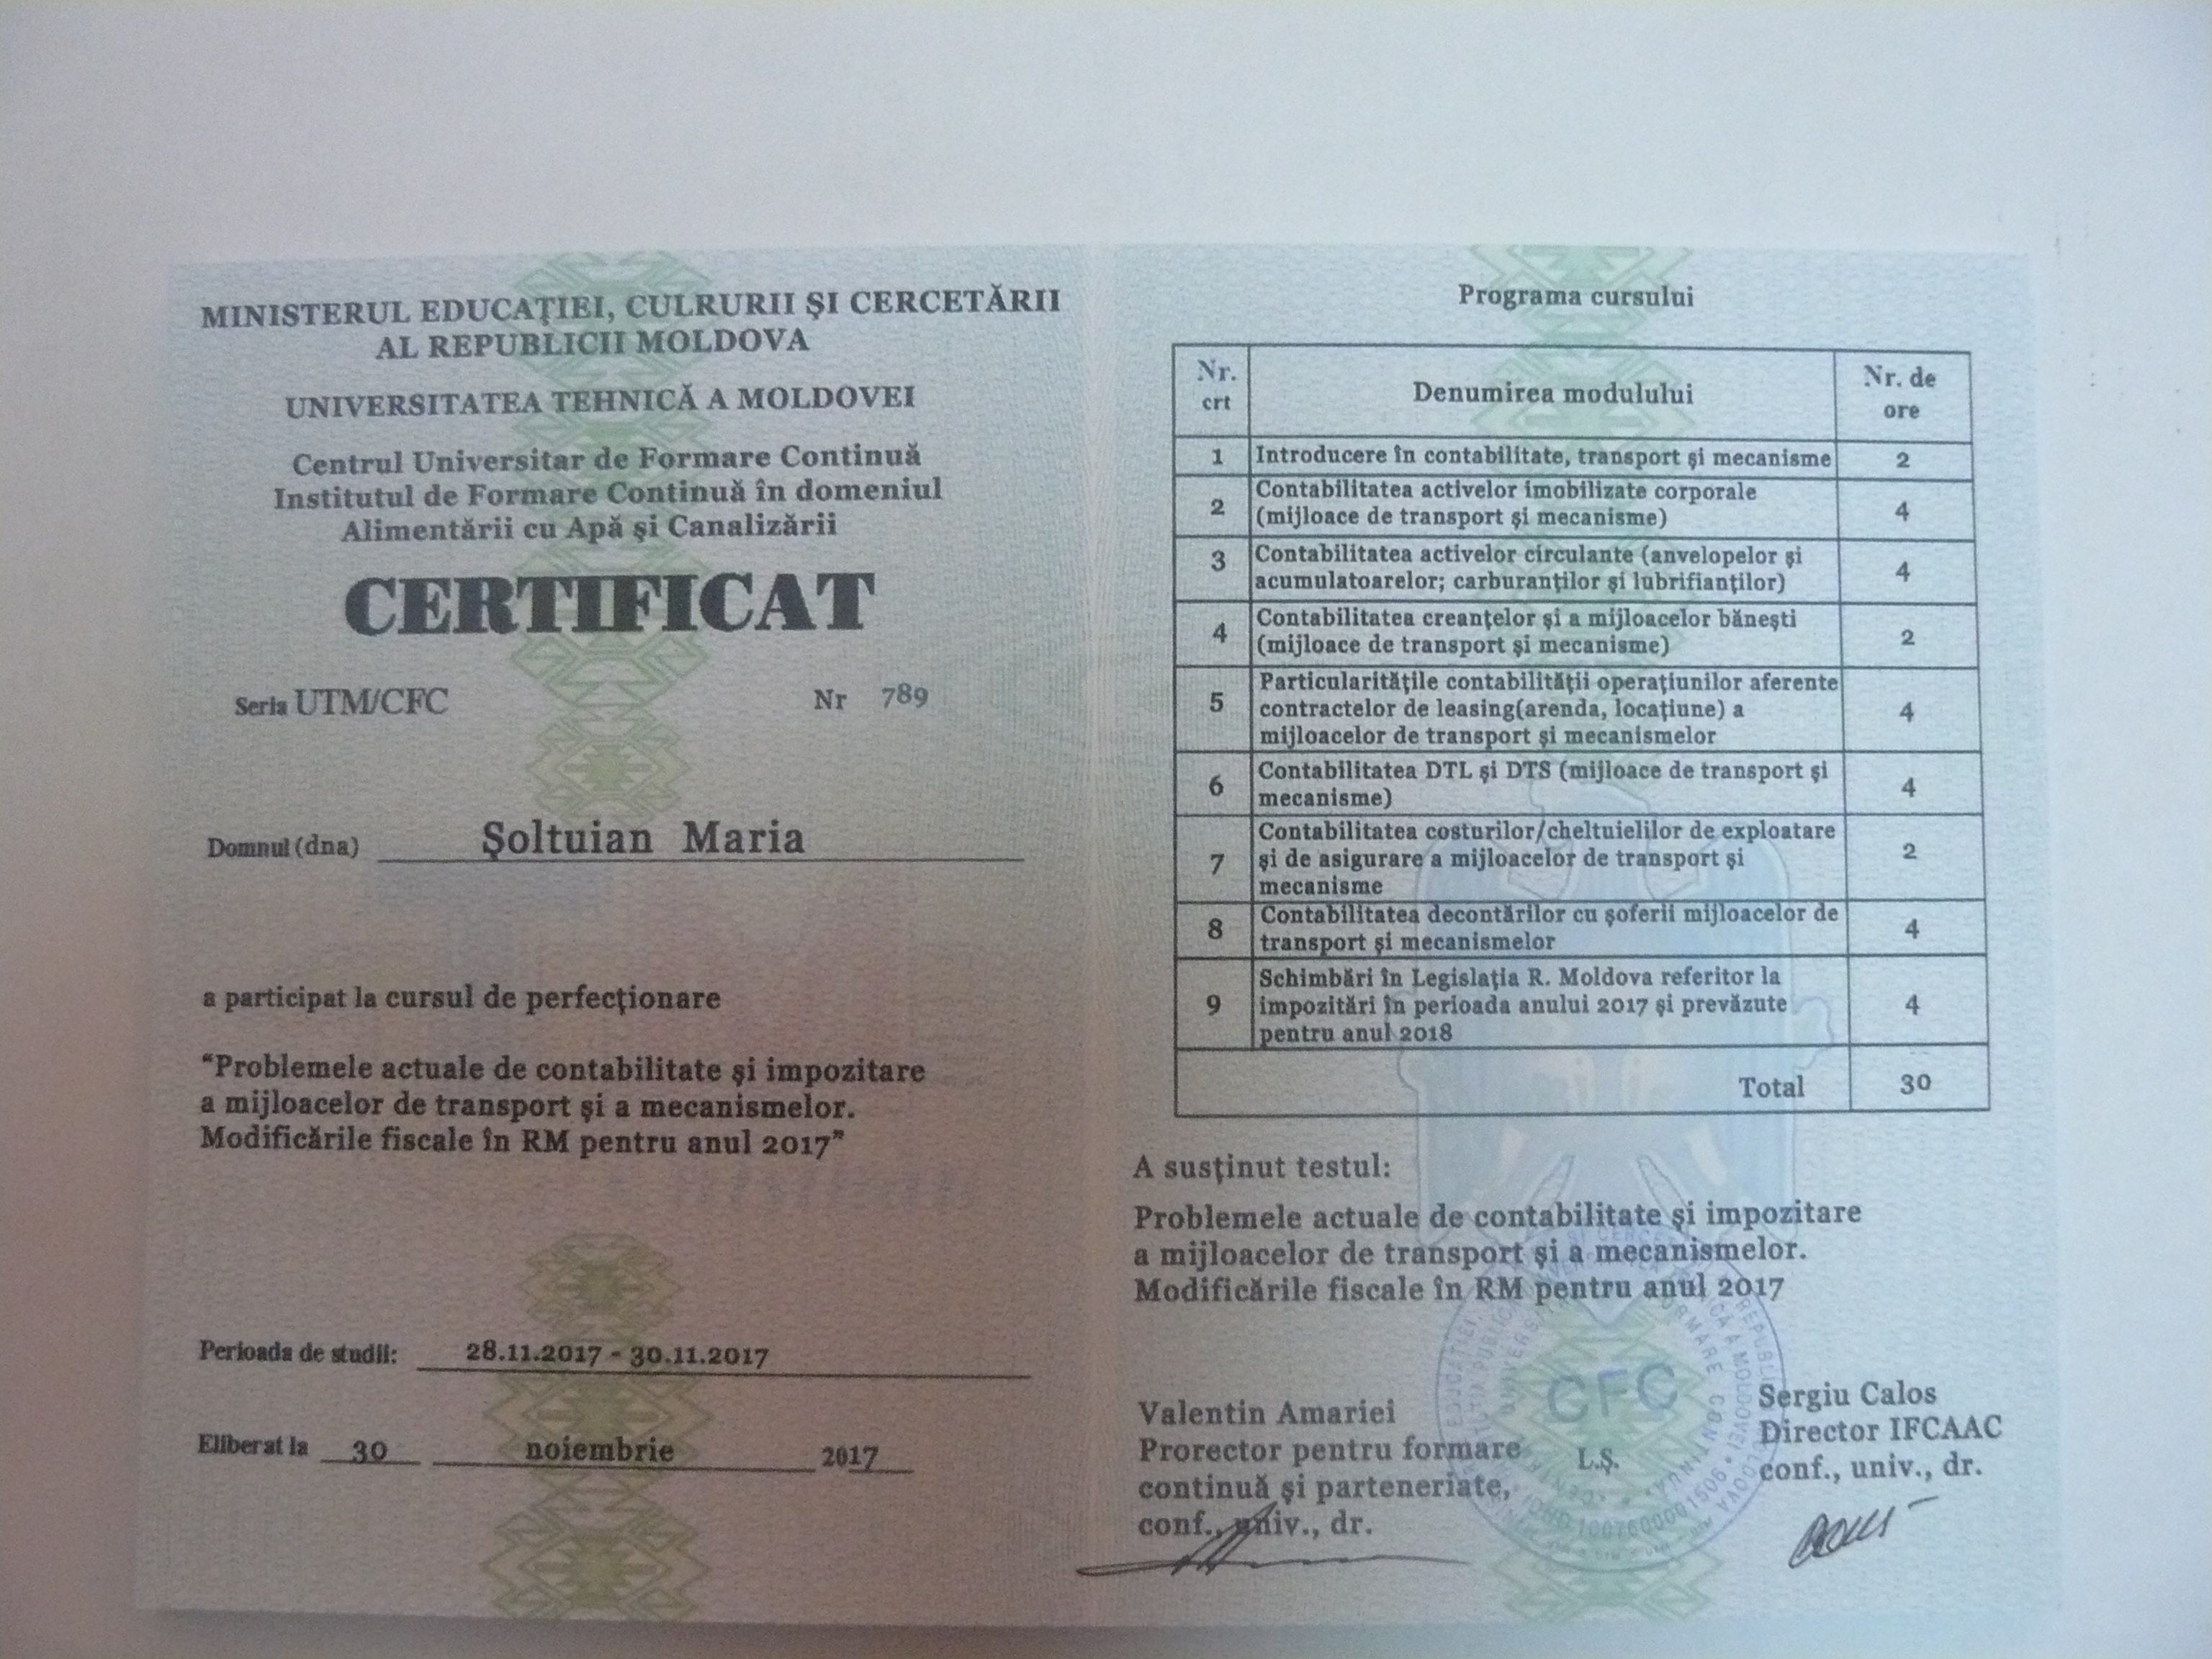 MINISTERUL EDUCAŢIEI, CULRURII ŞI CERCETĂRII
AL REPUBLICII MOLDOVA
UNIVERSITATEA TEHNICĂ A MOLDOVEI
Centrul Universitar de Formare Continuă
Institutul de Formare Continuă în domeniul
Alimentării cu Apă şi Canalizării
CERTIFICAT
Seria UTM/CFC Nr 789
Domnul (dna) Şoltuian Maria
a participat la cursul de perfecţionare
“Problemele actuale de contabilitate şi impozitare
a mijloacelor de transport şi a mecanismelor.
Modificările fiscale în RM pentru anul 2017”
Perioada de studii: 28.11.2017 - 30.11.2017
Eliberat la 30 noiembrie 2017
Programa cursului
Nr. crt Denumirea modulului Nr. de ore
1 Introducere în contabilitate, transport şi mecanisme 2
2 Contabilitatea activelor imobilizate corporale
(mijloace de transport şi mecanisme) 4
3 Contabilitatea activelor circulante (anvelopelor şi
acumulatoarelor; carburanţilor şi lubrifianţilor) 4
4 Contabilitatea creanţelor şi a mijloacelor băneşti
(mijloace de transport şi mecanisme) 2
5 Particularităţile contabilităţii operaţiunilor aferente
contractelor de leasing(arenda, locaţiune) a
mijloacelor de transport şi mecanismelor 4
6 Contabilitatea DTL şi DTS (mijloace de transport şi
mecanisme) 4
7 Contabilitatea costurilor/cheltuielilor de exploatare
şi de asigurare a mijloacelor de transport şi
mecanisme 2
8 Contabilitatea decontărilor cu şoferii mijloacelor de
transport şi mecanismelor 4
9 Schimbări în Legislaţia R. Moldova referitor la
impozitări în perioada anului 2017 şi prevăzute
pentru anul 2018 4
Total 30
A susţinut testul:
Problemele actuale de contabilitate şi impozitare
a mijloacelor de transport şi a mecanismelor.
Modificările fiscale în RM pentru anul 2017
Valentin Amariei
Prorector pentru formare
continuă şi parteneriate,
conf., univ., dr.
CFC
L.Ş.
Sergiu Calos
Director IFCAAC
conf., univ., dr.